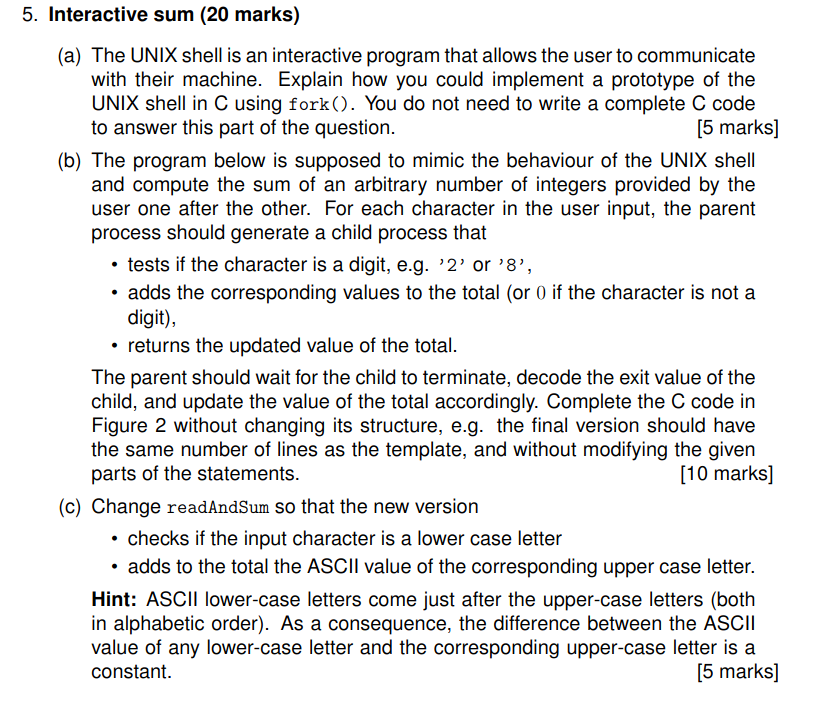 5. Interactive sum (20 marks)
(a) The UNIX shell is an interactive program that allows the user to communicate
with their machine. Explain how you could implement a prototype of the
UNIX shell in C using fork(). You do not need to write a complete C code
to answer this part of the question. [5 marks]
(b) The program below is supposed to mimic the behaviour of the UNIX shell
and compute the sum of an arbitrary number of integers provided by the
user one after the other. For each character in the user input, the parent
process should generate a child process that
• tests if the character is a digit, e.g. '2' or '8',
• adds the corresponding values to the total (or 0 if the character is not a
digit),
• returns the updated value of the total.
The parent should wait for the child to terminate, decode the exit value of the
child, and update the value of the total accordingly. Complete the C code in
Figure 2 without changing its structure, e.g. the final version should have
the same number of lines as the template, and without modifying the given
parts of the statements. [10 marks]
(c) Change readAndSum so that the new version
• checks if the input character is a lower case letter
• adds to the total the ASCII value of the corresponding upper case letter.
Hint: ASCII lower-case letters come just after the upper-case letters (both
in alphabetic order). As a consequence, the difference between the ASCII
value of any lower-case letter and the corresponding upper-case letter is a
constant. [5 marks]